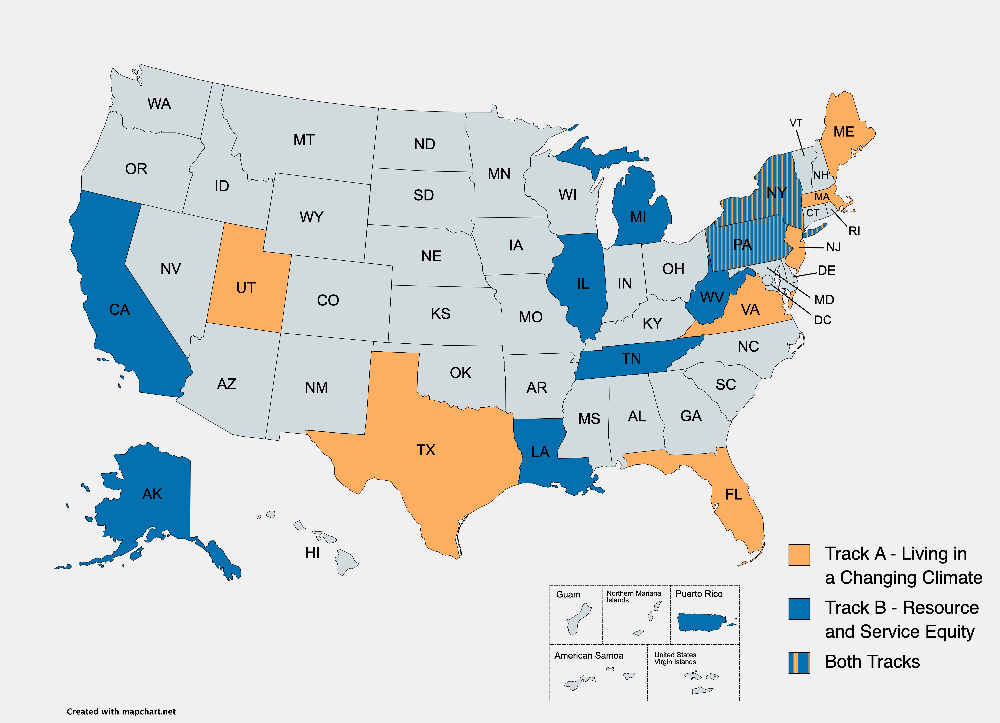 WA
VT
ME
MT
ND
OR
MN
NH
ID
SD
WI
NY
MA
WY
MI
CT
RI
IA
PA
NJ
NE
NV
OH
DE
UT
IL
IN
CO
WV
MD
CA
KS
MO
VA
DC
KY
NC
TN
OK
AZ
NM
AR
SC
MS
AL
GA
TX
LA
AK
FL
HI
Track A - Living in
a Changing Climate
Guam
Northern Mariana
Islands
Puerto Rico
Track B - Resource
and Service Equity
American Samoa
United States
Virgin Islands
Both Tracks
Created with mapchart.net